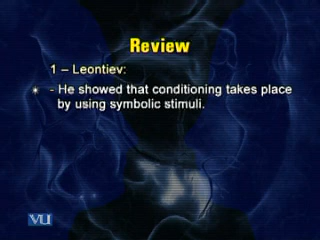 Review
1 – Leontiev:
✶ - He showed that conditioning takes place
by using symbolic stimuli.
VU